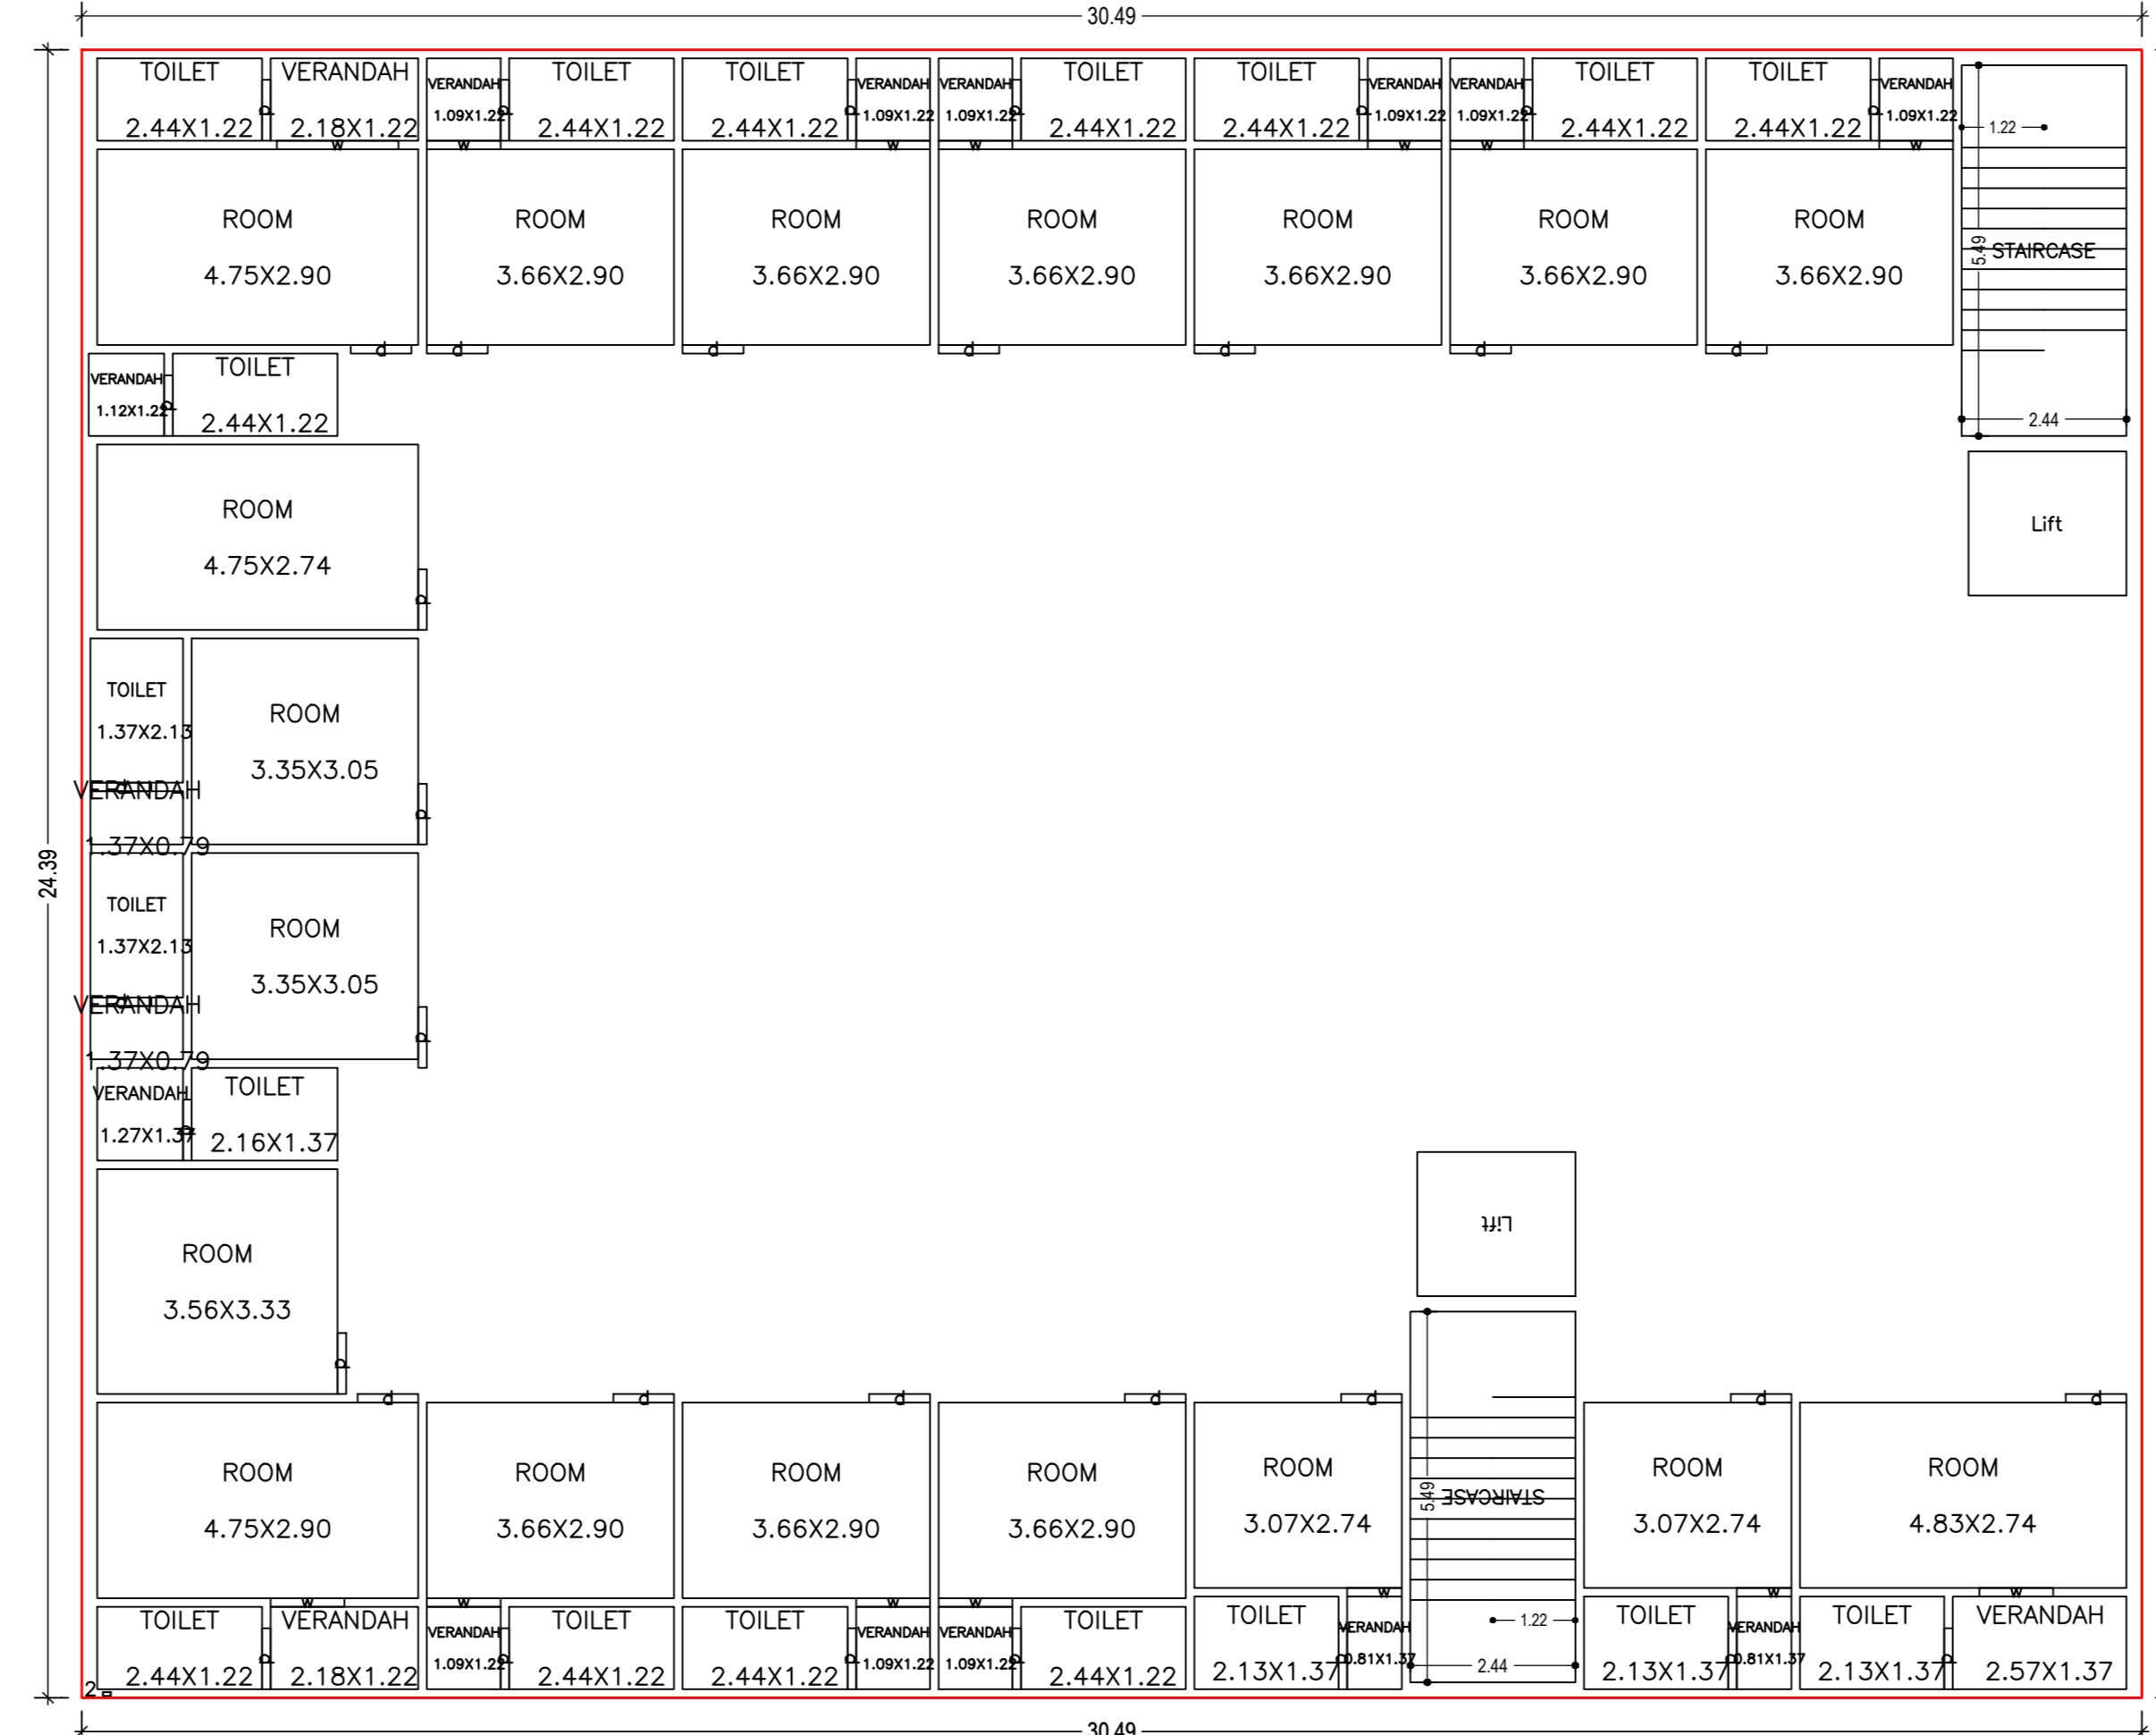 30.49
TOILET
2.44X1.22
d
VERANDAH
2.18X1.22
w
VERANDAH
1.09X1.22
w
d
TOILET
2.44X1.22
TOILET
2.44X1.22
d
VERANDAH
1.09X1.22
w
VERANDAH
1.09X1.22
w
d
TOILET
2.44X1.22
TOILET
2.44X1.22
d
VERANDAH
1.09X1.22
w
VERANDAH
1.09X1.22
w
d
TOILET
2.44X1.22
TOILET
2.44X1.22
d
VERANDAH
1.09X1.22
w
1.22
5.49
STAIRCASE
2.44
ROOM
4.75X2.90
d
ROOM
3.66X2.90
d
ROOM
3.66X2.90
d
ROOM
3.66X2.90
d
ROOM
3.66X2.90
d
ROOM
3.66X2.90
d
ROOM
3.66X2.90
d
VERANDAH
1.12X1.22
d
TOILET
2.44X1.22
Lift
ROOM
4.75X2.74
d
TOILET
1.37X2.13
d
VERANDAH
1.37X0.79
ROOM
3.35X3.05
d
24.39
TOILET
1.37X2.13
d
VERANDAH
1.37X0.79
ROOM
3.35X3.05
d
VERANDAH
1.27X1.37
d
TOILET
2.16X1.37
ROOM
3.56X3.33
d
Lift
d
ROOM
4.75X2.90
w
d
ROOM
3.66X2.90
w
d
ROOM
3.66X2.90
w
d
ROOM
3.66X2.90
w
d
ROOM
3.07X2.74
w
5.49
STAIRCASE
1.22
2.44
d
ROOM
3.07X2.74
w
d
ROOM
4.83X2.74
w
TOILET
2.44X1.22
d
VERANDAH
2.18X1.22
VERANDAH
1.09X1.22
d
TOILET
2.44X1.22
TOILET
2.44X1.22
d
VERANDAH
1.09X1.22
VERANDAH
1.09X1.22
d
TOILET
2.44X1.22
TOILET
2.13X1.37
d
VERANDAH
0.81X1.37
TOILET
2.13X1.37
d
VERANDAH
0.81X1.37
TOILET
2.13X1.37
d
VERANDAH
2.57X1.37
2
30.49